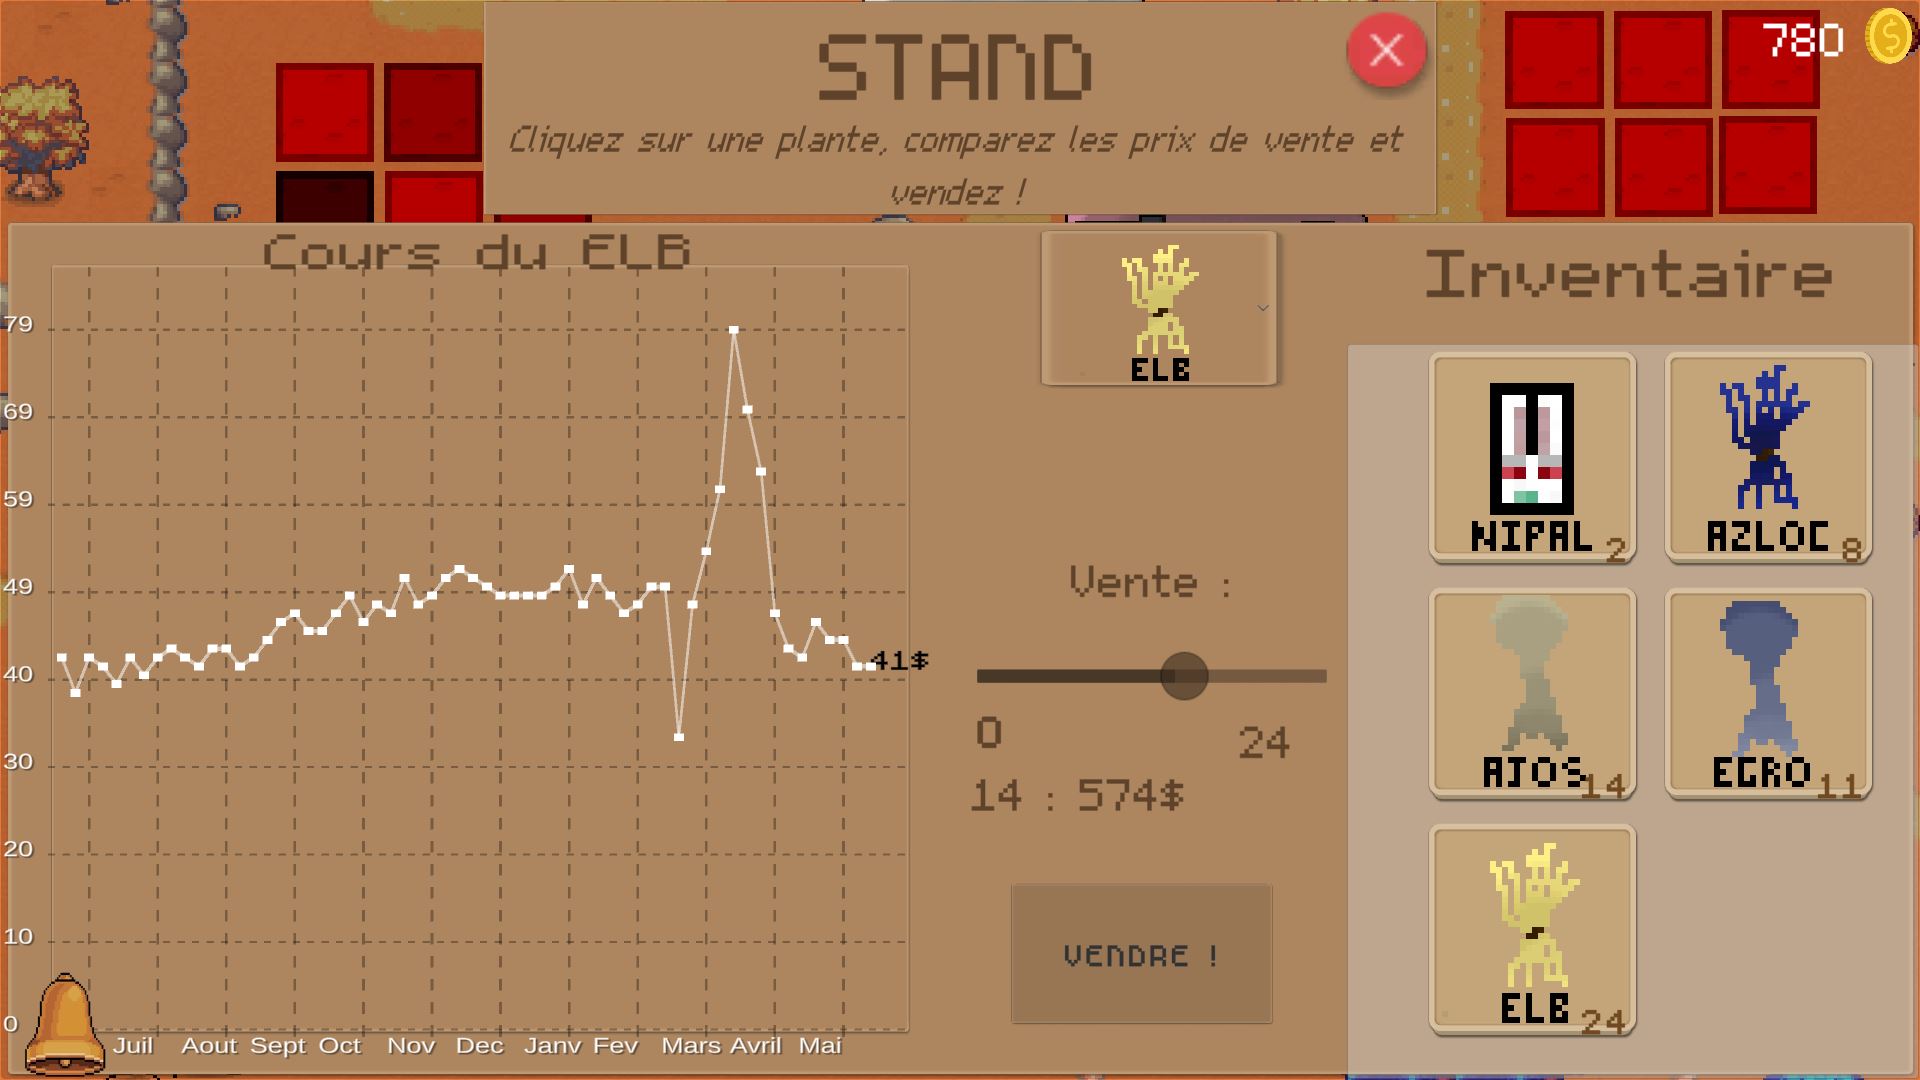 STAND
780
Cliquez sur une plante, comparez les prix de vente et
vendez !
Cours du ELB
79
69
59
49
40
30
20
10
0
41$
Juil Aout Sept Oct Nov Dec Janv Fev Mars Avril Mai
ELB
Vente :
0
24
14 : 574$
VENDRE !
Inventaire
NIPAL 2
AZLOC 8
AJOS 14
EGRO 11
ELB 24